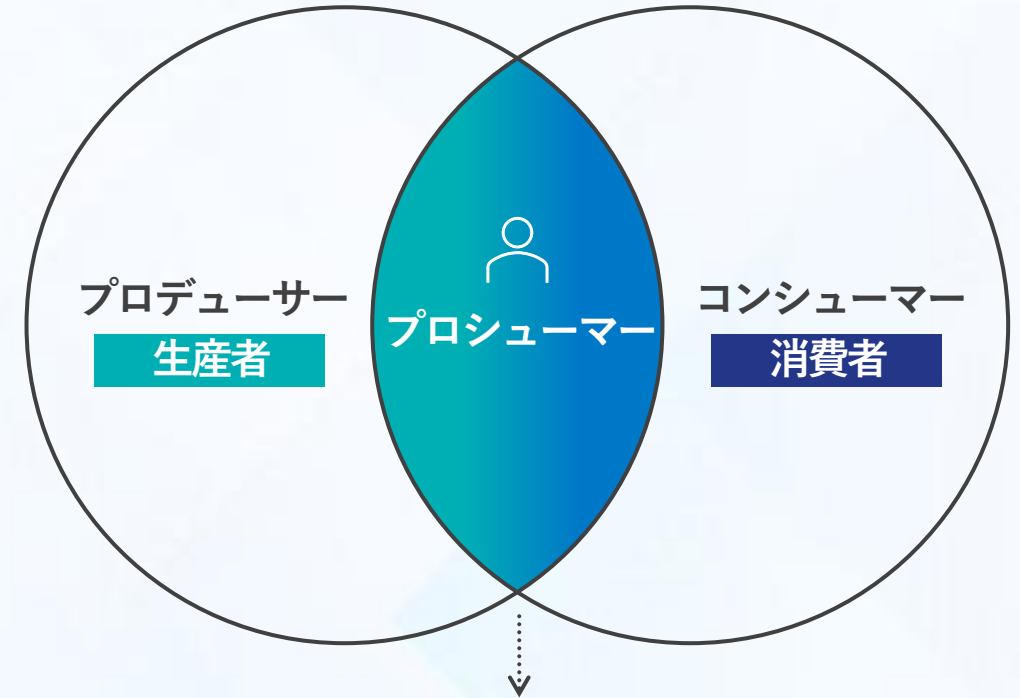 プロデューサー
生産者
プロシューマー
コンシューマー
消費者